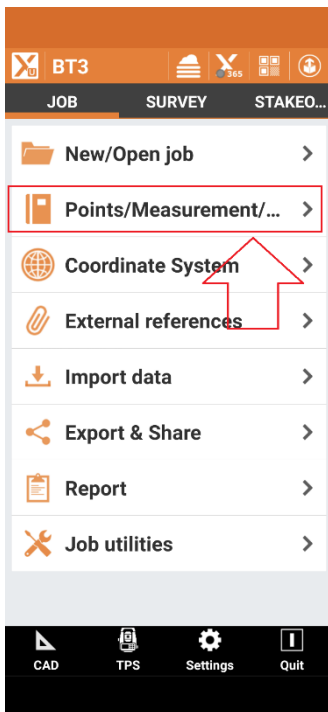 BT3
365
JOB SURVEY STAKEO...
New/Open job
Points/Measurement/...
Coordinate System
External references
Import data
Export & Share
Report
Job utilities
CAD TPS Settings Quit